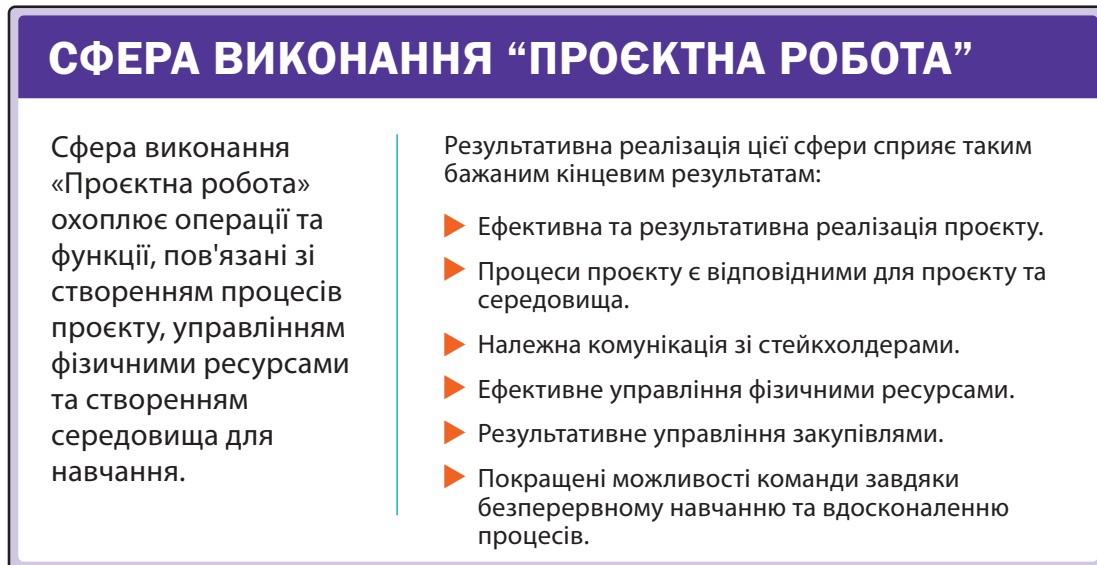 СФЕРА ВИКОНАННЯ “ПРОЄКТНА РОБОТА”
Сфера виконання
«Проєктна робота»
охоплює операції та
функції, пов'язані зі
створенням процесів
проєкту, управлінням
фізичними ресурсами
та створенням
середовища для
навчання.
Результативна реалізація цієї сфери сприяє таким
бажаним кінцевим результатам:
Ефективна та результативна реалізація проєкту.
Процеси проєкту є відповідними для проєкту та
середовища.
Належна комунікація зі стейкхолдерами.
Ефективне управління фізичними ресурсами.
Результативне управління закупівлями.
Покращені можливості команди завдяки
безперервному навчанню та вдосконаленню
процесів.